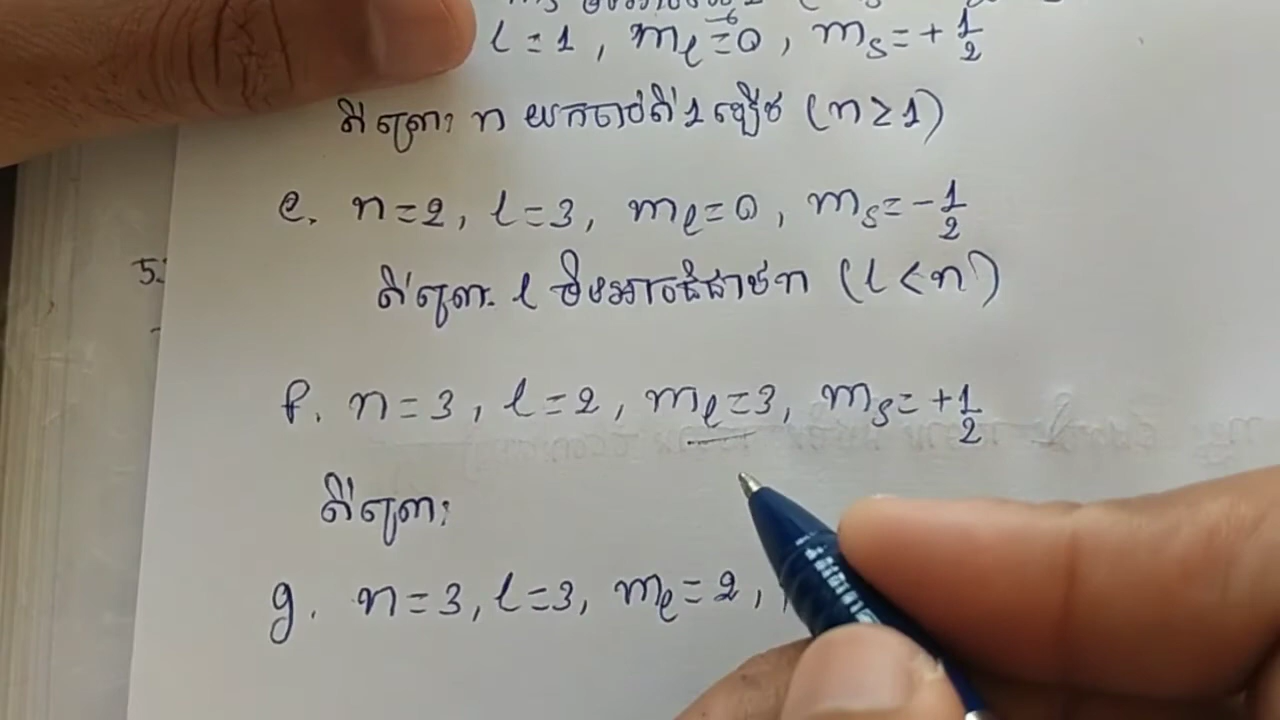 l = 1, mₗ = 0, mₛ = + 1/2
ពីព្រោះ n យកចាប់ពី 1 ឡើង (n ≥ 1)
e. n = 2, l = 3, mₗ = 0, mₛ = - 1/2
5.
ពីព្រោះ l មិនអាចធំជាង n (l < n)
f. n = 3, l = 2, mₗ = 3, mₛ = + 1/2
ពីព្រោះ
g. n = 3, l = 3, mₗ = 2,